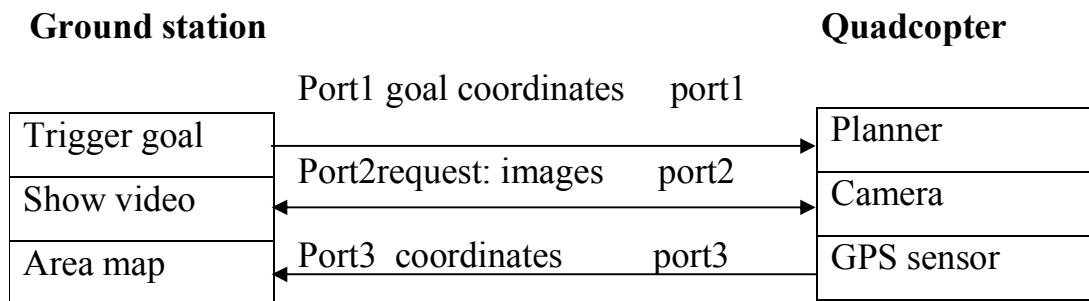 Ground station Quadcopter
Port1 goal coordinates port1
Trigger goal Planner
Port2request: images port2
Show video Camera
Port3 coordinates port3
Area map GPS sensor